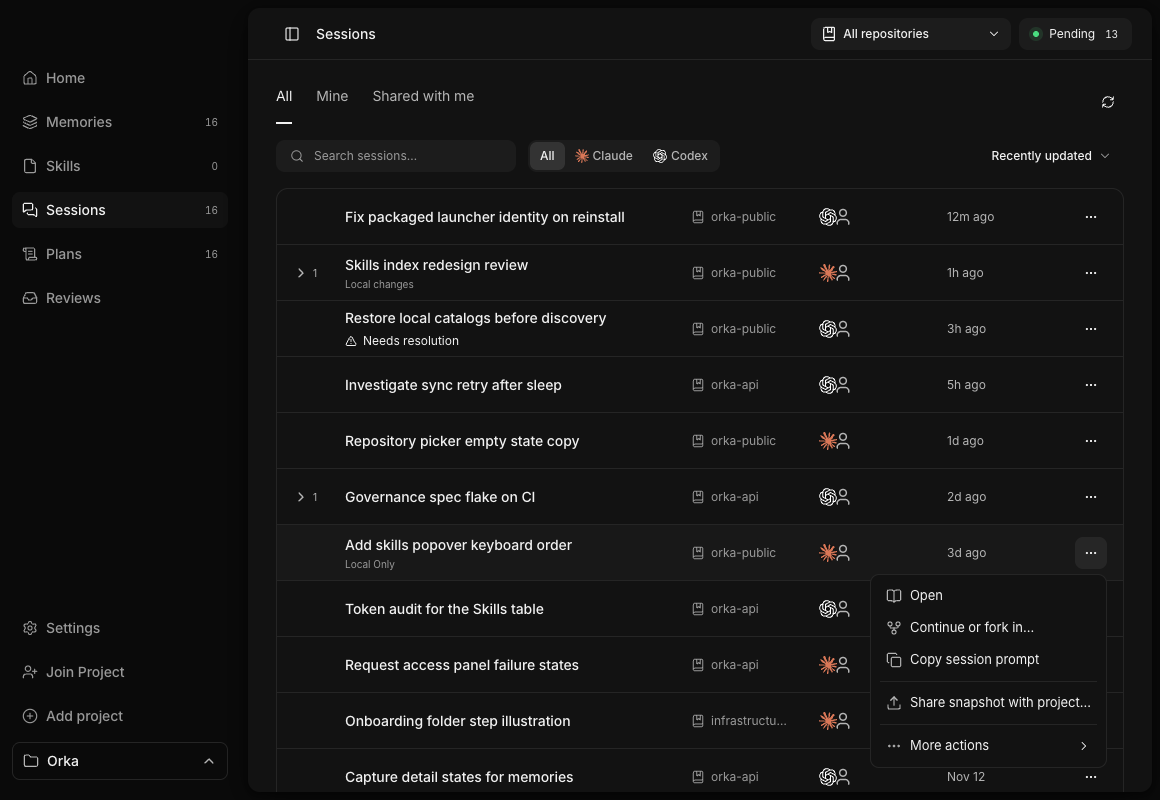 Sessions
All repositories
Pending 13
Home
Memories 16
Skills 0
Sessions 16
Plans 16
Reviews
Settings
Join Project
Add project
Orka
All Mine Shared with me
Search sessions...
All Claude Codex
Recently updated
Fix packaged launcher identity on reinstall orka-public 12m ago
1 Skills index redesign review orka-public 1h ago
Local changes
Restore local catalogs before discovery orka-public 3h ago
Needs resolution
Investigate sync retry after sleep orka-api 5h ago
Repository picker empty state copy orka-public 1d ago
1 Governance spec flake on CI orka-api 2d ago
Add skills popover keyboard order orka-public 3d ago
Local Only
Token audit for the Skills table orka-api
Request access panel failure states orka-api
Onboarding folder step illustration infrastructu...
Capture detail states for memories orka-api Nov 12
Open
Continue or fork in...
Copy session prompt
Share snapshot with project...
More actions